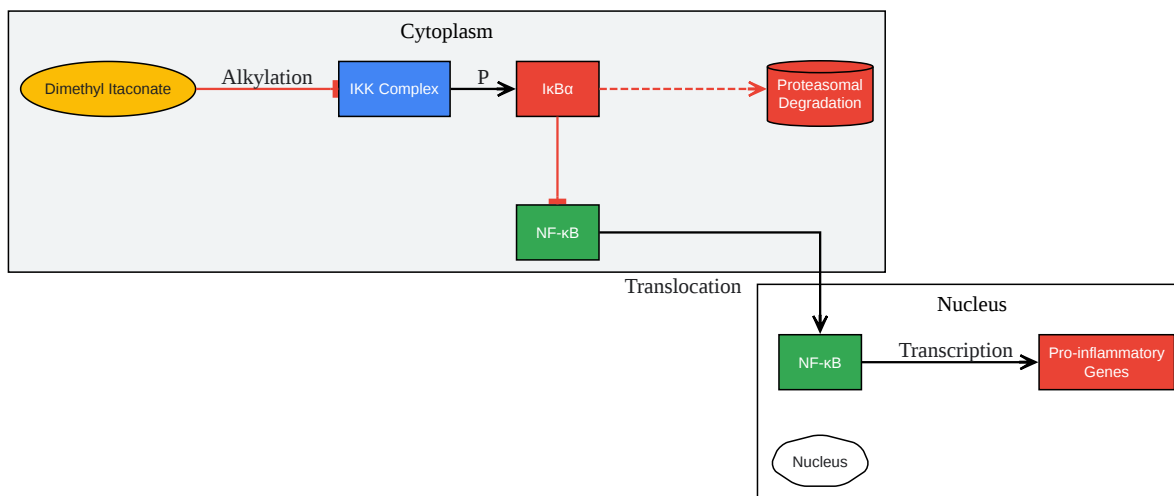 Cytoplasm
Dimethyl Itaconate
Alkylation
IKK Complex
P
IκBα
Proteasomal
Degradation
NF-κB
Translocation
Nucleus
NF-κB
Transcription
Pro-inflammatory
Genes
Nucleus